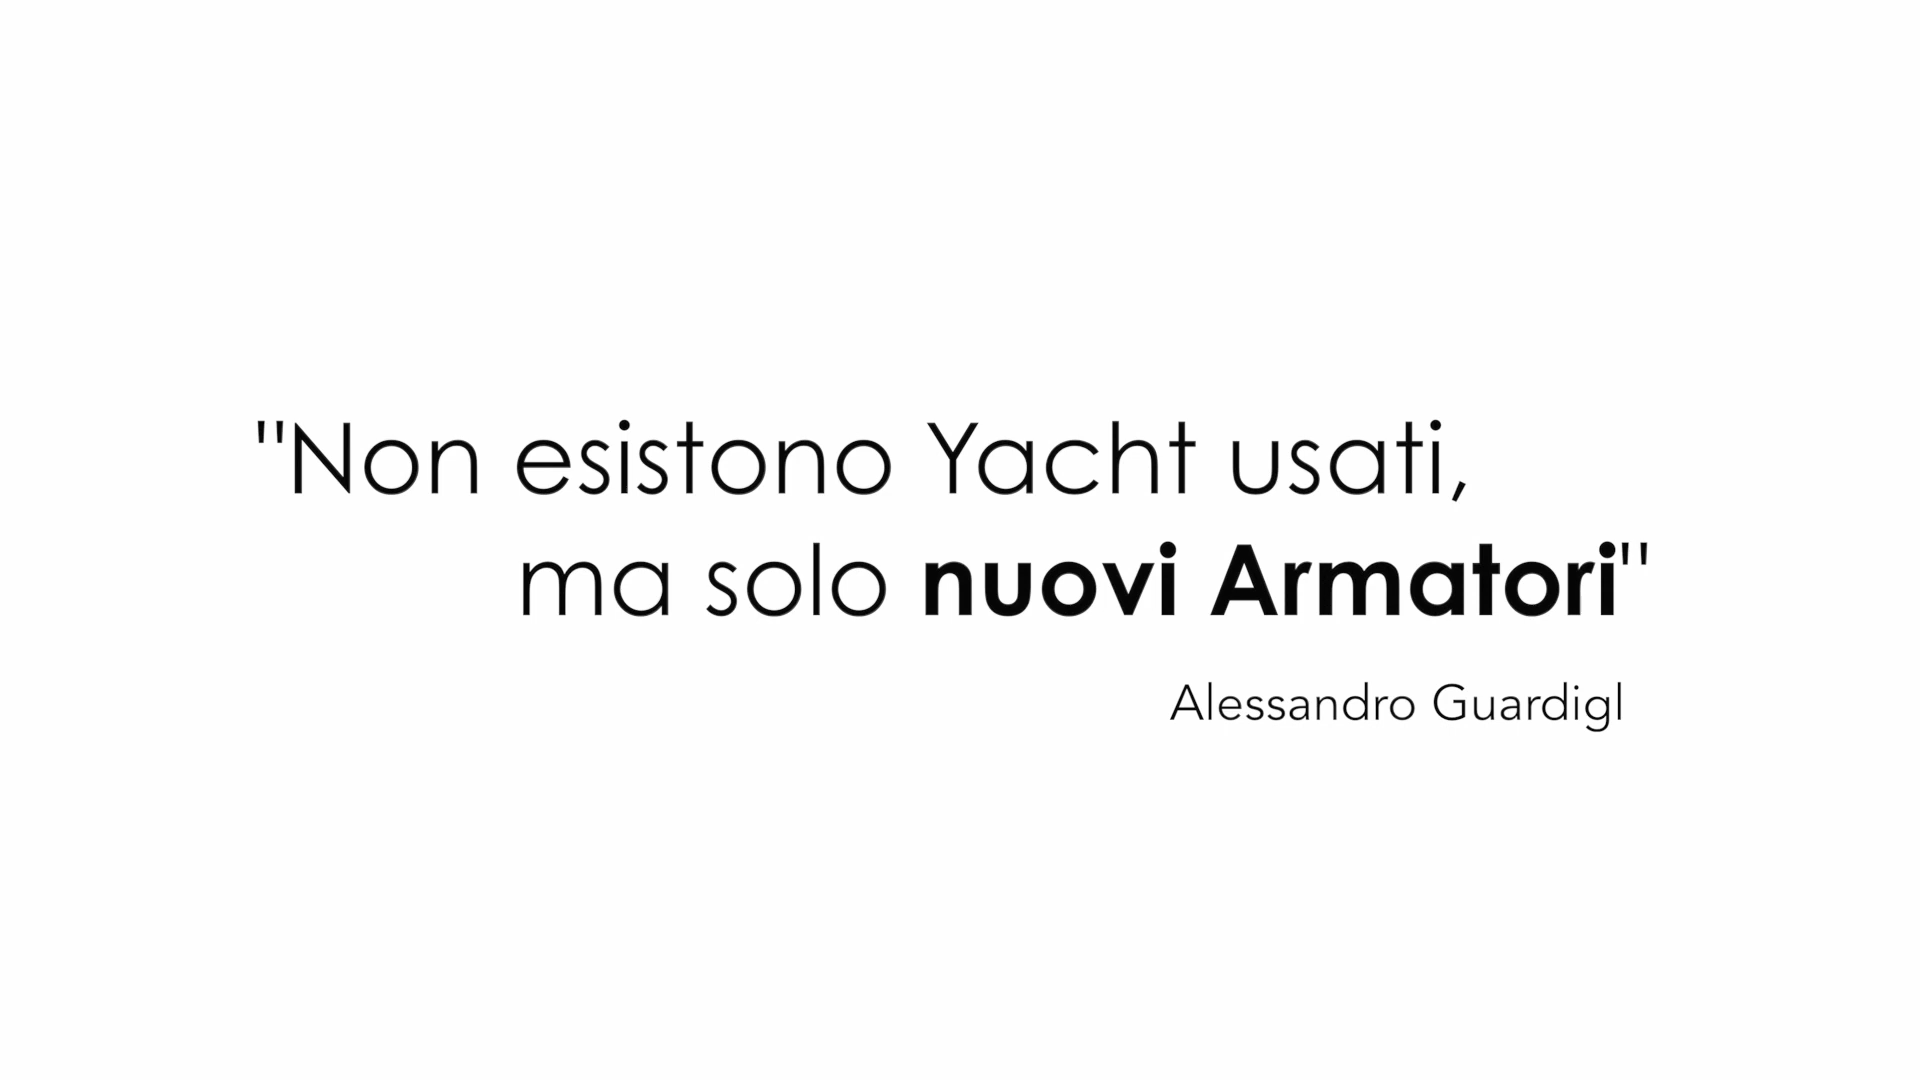 "Non esistono Yacht usati,
ma solo nuovi Armatori"
Alessandro Guardigl